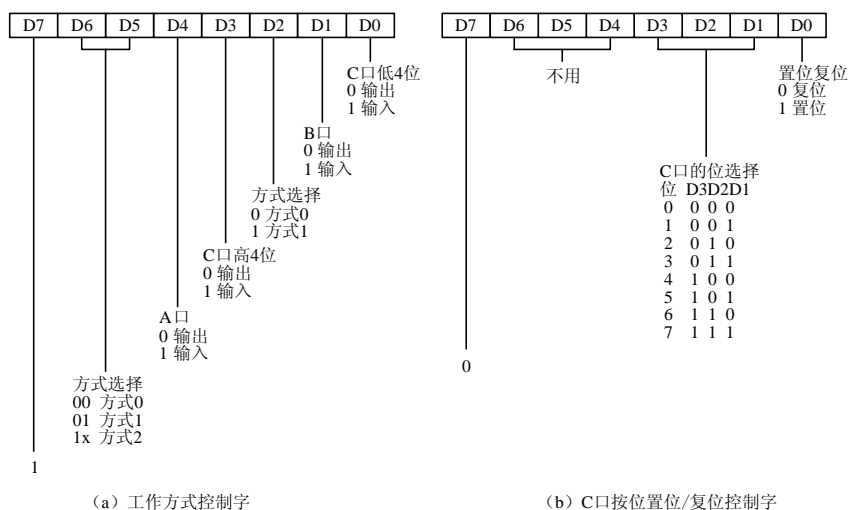 D7 D6 D5 D4 D3 D2 D1 D0
C口低4位
0 输出
1 输入
B口
0 输出
1 输入
方式选择
0 方式0
1 方式1
C口高4位
0 输出
1 输入
A口
0 输出
1 输入
方式选择
00 方式0
01 方式1
1x 方式2
1
(a)工作方式控制字
D7 D6 D5 D4 D3 D2 D1 D0
不用
置位复位
0 复位
1 置位
C口的位选择
位 D3D2D1
0 0 0 0
1 0 0 1
2 0 1 0
3 0 1 1
4 1 0 0
5 1 0 1
6 1 1 0
7 1 1 1
0
(b)C口按位置位/复位控制字